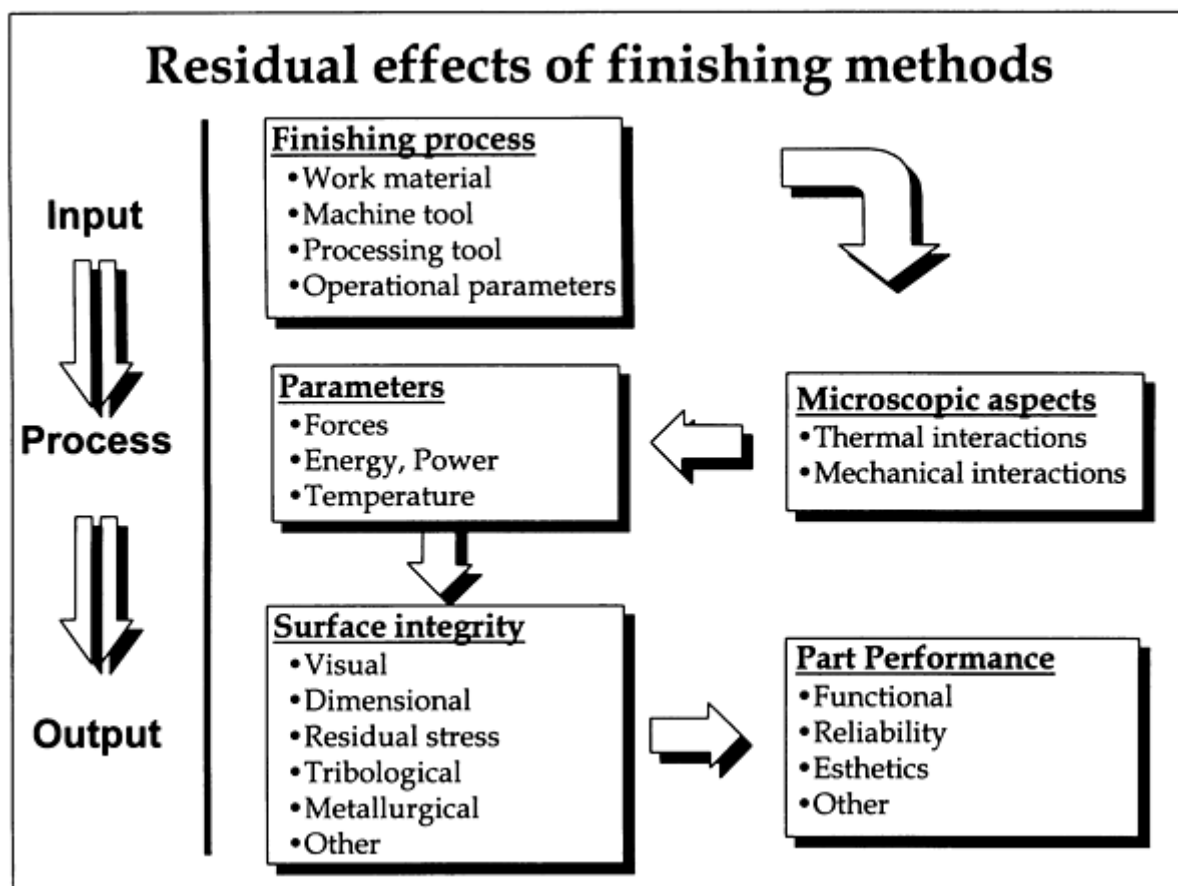 Residual effects of finishing methods
Input
Process
Output
Finishing process
•Work material
•Machine tool
•Processing tool
•Operational parameters
Parameters
•Forces
•Energy, Power
•Temperature
Microscopic aspects
•Thermal interactions
•Mechanical interactions
Surface integrity
•Visual
•Dimensional
•Residual stress
•Tribological
•Metallurgical
•Other
Part Performance
•Functional
•Reliability
•Esthetics
•Other